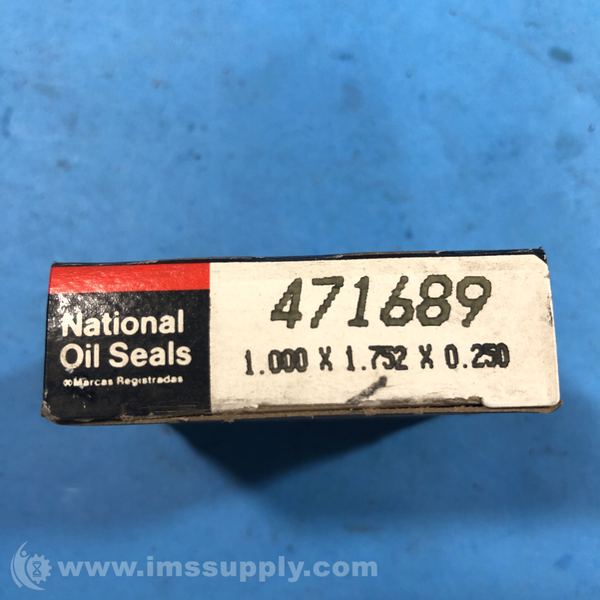 National
Oil Seals
®Marcas Registradas
471689
1.000 X 1.752 X 0.250
www.imssupply.com